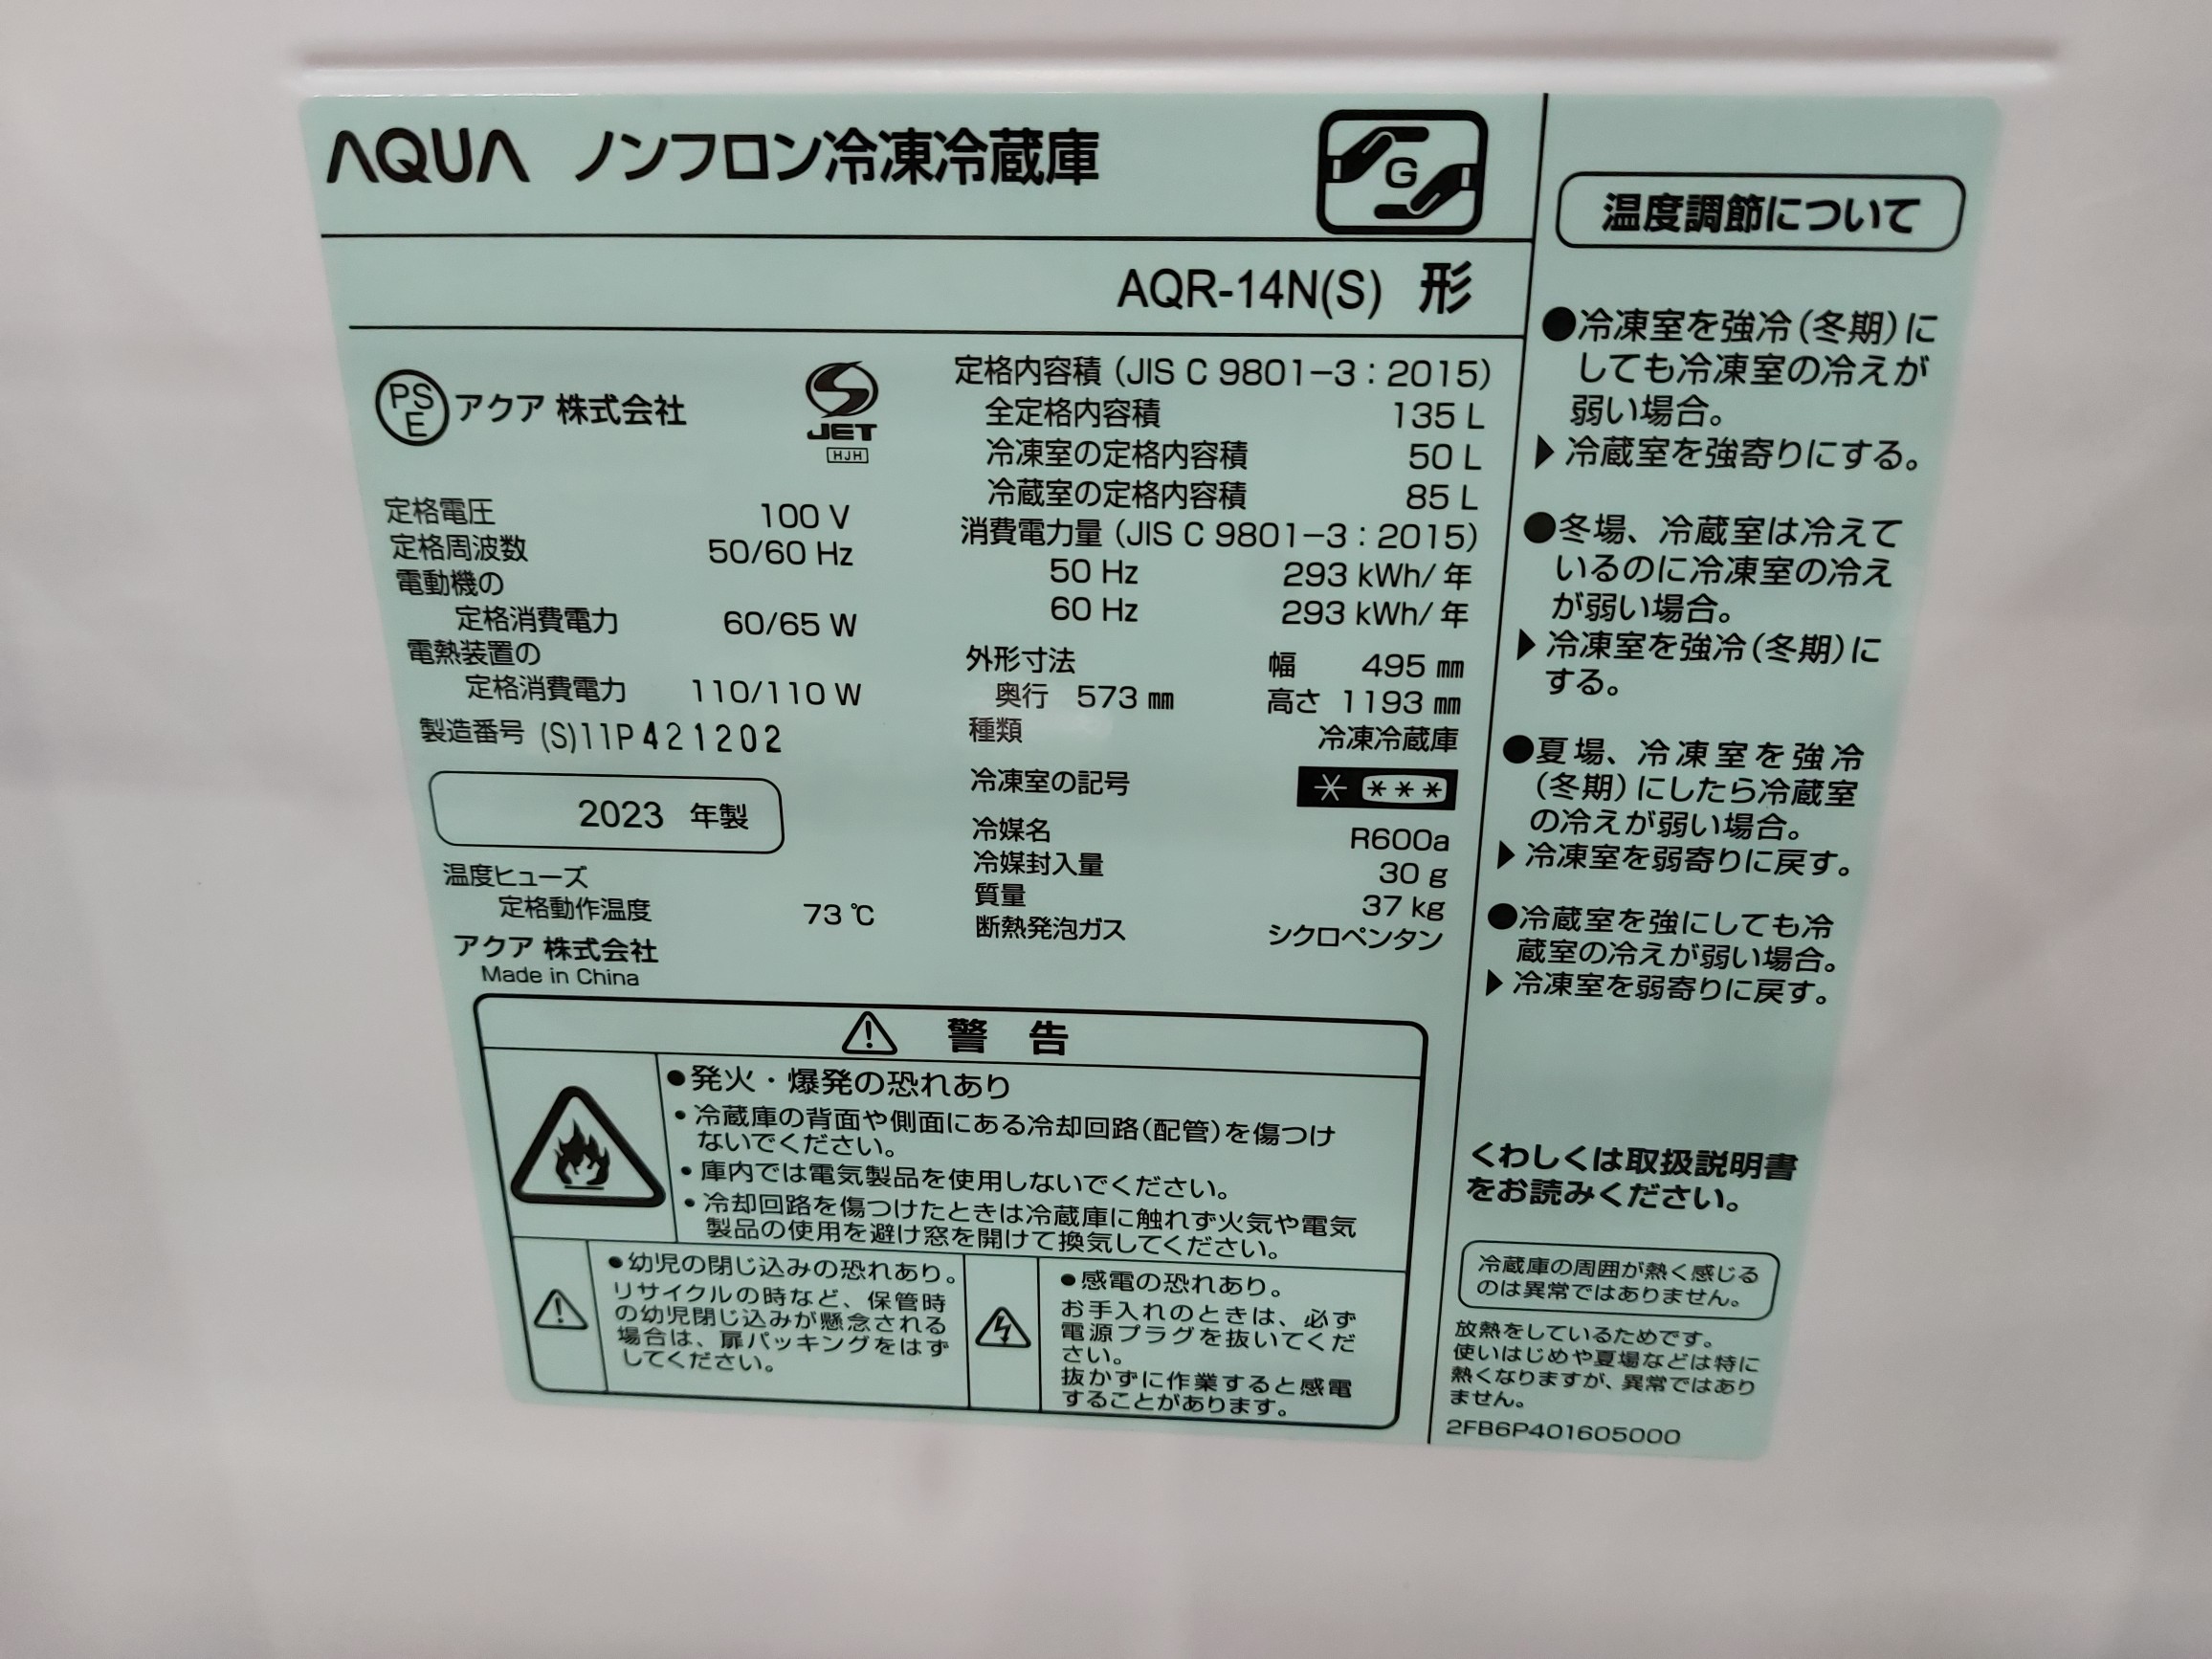 AQUA ノンフロン冷凍冷蔵庫
G
AQR-14N(S) 形
PS
E
アクア 株式会社
JET
HJH
定格電圧 100 V
定格周波数 50/60 Hz
電動機の
定格消費電力 60/65 W
電熱装置の
定格消費電力 110/110 W
製造番号 (S)11P421202
2023 年製
温度ヒューズ
定格動作温度 73 ℃
アクア 株式会社
Made in China
定格内容積 (JIS C 9801-3:2015)
全定格内容積 135 L
冷凍室の定格内容積 50 L
冷蔵室の定格内容積 85 L
消費電力量 (JIS C 9801-3:2015)
50 Hz 293 kWh/年
60 Hz 293 kWh/年
外形寸法 幅 495 ㎜
奥行 573 ㎜ 高さ 1193 ㎜
種類 冷凍冷蔵庫
冷凍室の記号 * ***
冷媒名 R600a
冷媒封入量 30 g
質量 37 kg
断熱発泡ガス シクロペンタン
警 告
●発火・爆発の恐れあり
・冷蔵庫の背面や側面にある冷却回路(配管)を傷つけ
ないでください。
・庫内では電気製品を使用しないでください。
・冷却回路を傷つけたときは冷蔵庫に触れず火気や電気
製品の使用を避け窓を開けて換気してください。
●幼児の閉じ込みの恐れあり。
リサイクルの時など、保管時
の幼児閉じ込みが懸念される
場合は、扉パッキングをはず
してください。
●感電の恐れあり。
お手入れのときは、必ず
電源プラグを抜いてくだ
さい。
抜かずに作業すると感電
することがあります。
温度調節について
●冷凍室を強冷(冬期)に
しても冷凍室の冷えが
弱い場合。
▶冷蔵室を強寄りにする。
●冬場、冷蔵室は冷えて
いるのに冷凍室の冷え
が弱い場合。
▶冷凍室を強冷(冬期)に
する。
●夏場、冷凍室を強冷
(冬期)にしたら冷蔵室
の冷えが弱い場合。
▶冷凍室を弱寄りに戻す。
●冷蔵室を強にしても冷
蔵室の冷えが弱い場合。
▶冷凍室を弱寄りに戻す。
くわしくは取扱説明書
をお読みください。
冷蔵庫の周囲が熱く感じる
のは異常ではありません。
放熱をしているためです。
使いはじめや夏場などは特に
熱くなりますが、異常ではあり
ません。
2FB6P401605000